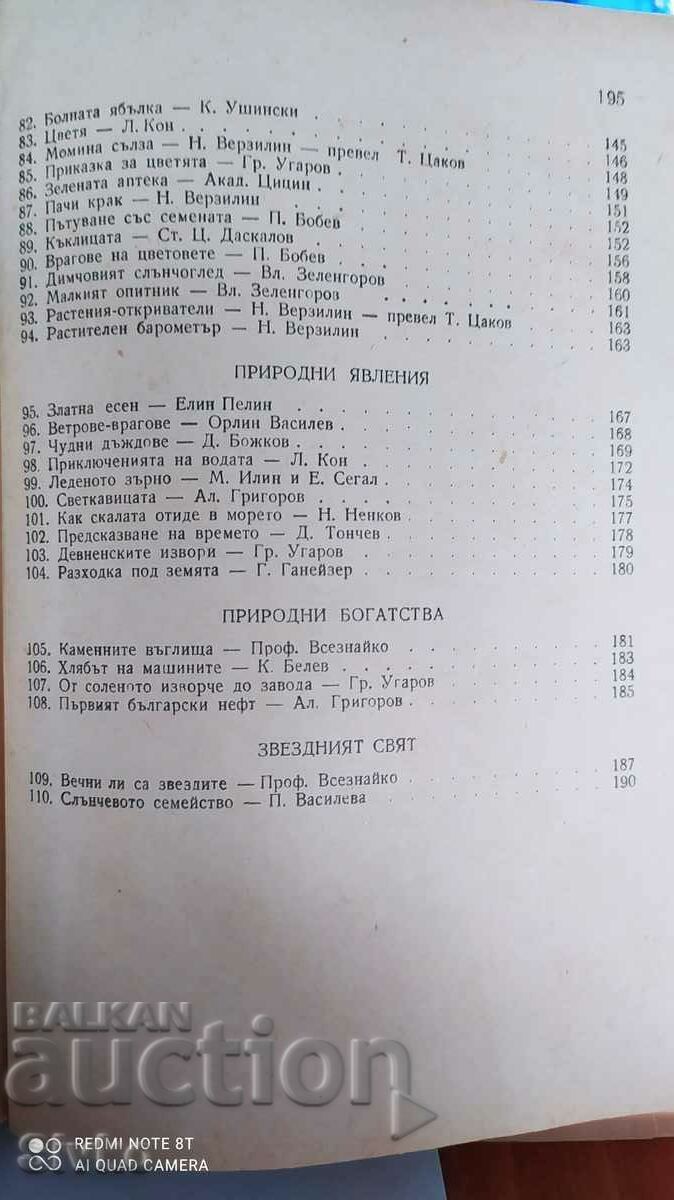 195
82. Болната ябълка — К. Ушински . . . 145
83. Цветя — Л. Кон . . . 146
84. Момина сълза — Н. Верзилин — превел Т. Цаков 148
85. Приказка за цветята — Гр. Угаров . . . 149
86. Зелената аптека — Акад. Цицин . . . 151
87. Пачи крак — Н. Верзилин . . . 152
88. Пътуване със семената — П. Бобев . . . 152
89. Къклицата — Ст. Ц. Даскалов . . . 156
90. Врагове на цветовете — П. Бобев . . . 158
91. Димчовият слънчоглед — Вл. Зеленгоров . . . 160
92. Малкият опитник — Вл. Зеленгоров . . . 161
93. Растения-откриватели — Н. Верзилин — превел Т. Цаков 163
94. Растителен барометър — Н. Верзилин . . . 163
ПРИРОДНИ ЯВЛЕНИЯ
95. Златна есен — Елин Пелин . . . 167
96. Ветрове-врагове — Орлин Василев . . . 168
97. Чудни дъждове — Д. Божков . . . 169
98. Приключенията на водата — Л. Кон . . . 172
99. Леденото зърно — М. Илин и Е. Сегал . . . 174
100. Светкавицата — Ал. Григоров . . . 175
101. Как скалата отиде в морето — Н. Ненков . . . 177
102. Предсказване на времето — Д. Тончев . . . 178
103. Девненските извори — Гр. Угаров . . . 179
104. Разходка под земята — Г. Ганейзер . . . 180
ПРИРОДНИ БОГАТСТВА
105. Каменните въглища — Проф. Всезнайко . . . 181
106. Хлябът на машините — К. Белев . . . 183
107. От соленото изворче до завода — Гр. Угаров . . . 184
108. Първият български нефт — Ал. Григоров . . . 185
ЗВЕЗДНИЯТ СВЯТ
109. Вечни ли са звездите — Проф. Всезнайко . . . 187
110. Слънчевото семейство — П. Василева . . . 190
BALKAN
auction
REDMI NOTE 8T
AI QUAD CAMERA